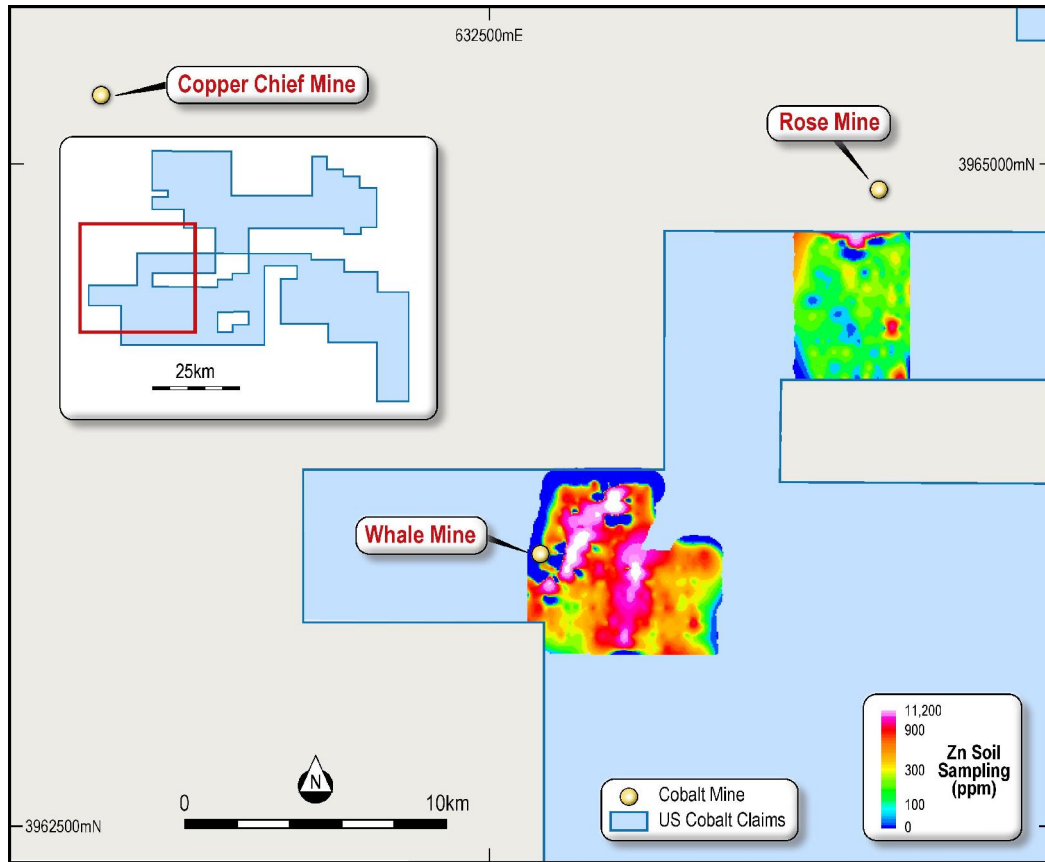 632500mE
Copper Chief Mine
Rose Mine
3965000mN
25km
Whale Mine
N
0 10km
3962500mN
Cobalt Mine
US Cobalt Claims
11,200
900
300
100
0
Zn Soil
Sampling
(ppm)